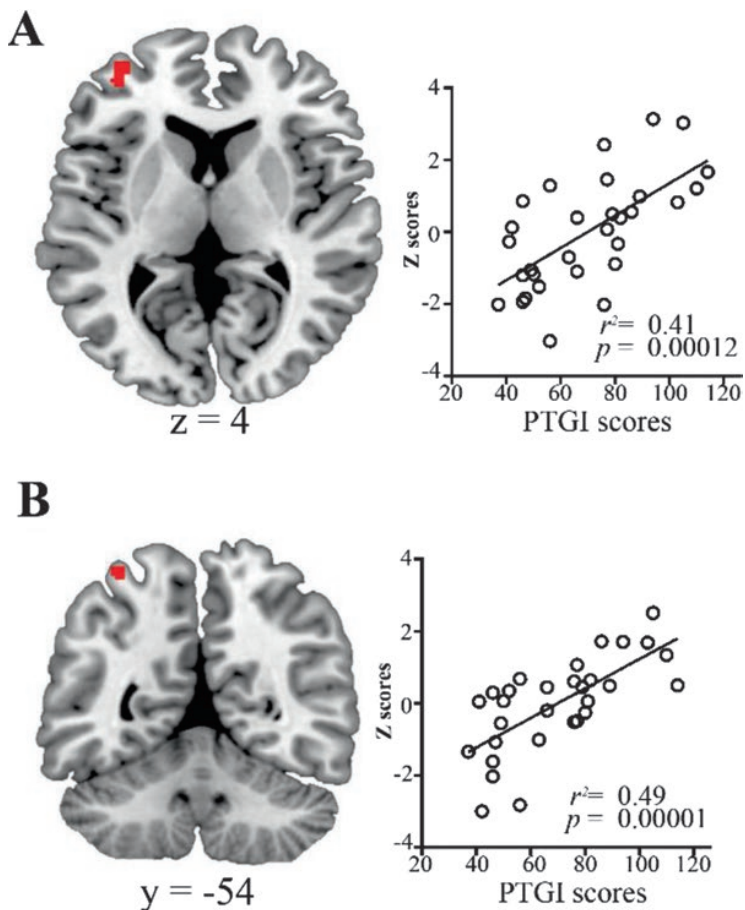 A
4
2
0
-2
-4
Z scores
r²= 0.41
p = 0.00012
20 40 60 80 100 120
PTGI scores
z = 4
B
4
2
0
-2
-4
Z scores
r²= 0.49
p = 0.00001
20 40 60 80 100 120
PTGI scores
y = -54